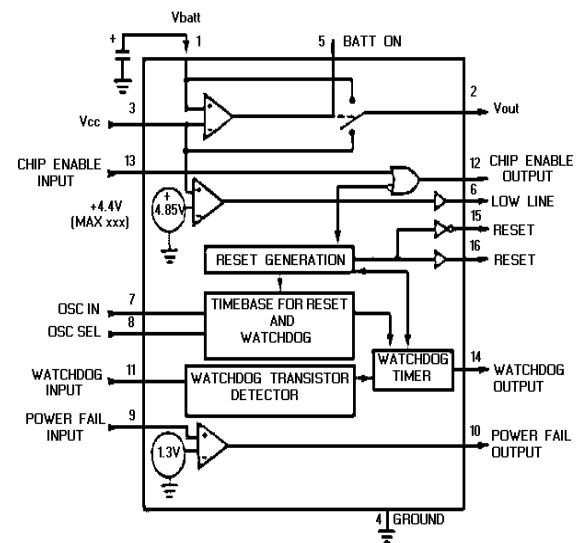 Vbatt
+
1
5 BATT ON
2
Vout
3
Vcc
+
-
13
CHIP ENABLE
INPUT
12
CHIP ENABLE
OUTPUT
6
LOW LINE
+4.4V
(MAX xxx)
+
4.85V
+
-
15
RESET
16
RESET
RESET GENERATION
7
OSC IN
8
OSC SEL
TIMEBASE FOR RESET
AND
WATCHDOG
11
WATCHDOG
INPUT
WATCHDOG TRANSISTOR
DETECTOR
WATCHDOG
TIMER
14
WATCHDOG
OUTPUT
9
POWER FAIL
INPUT
1.3V
+
-
10
POWER FAIL
OUTPUT
4 GROUND